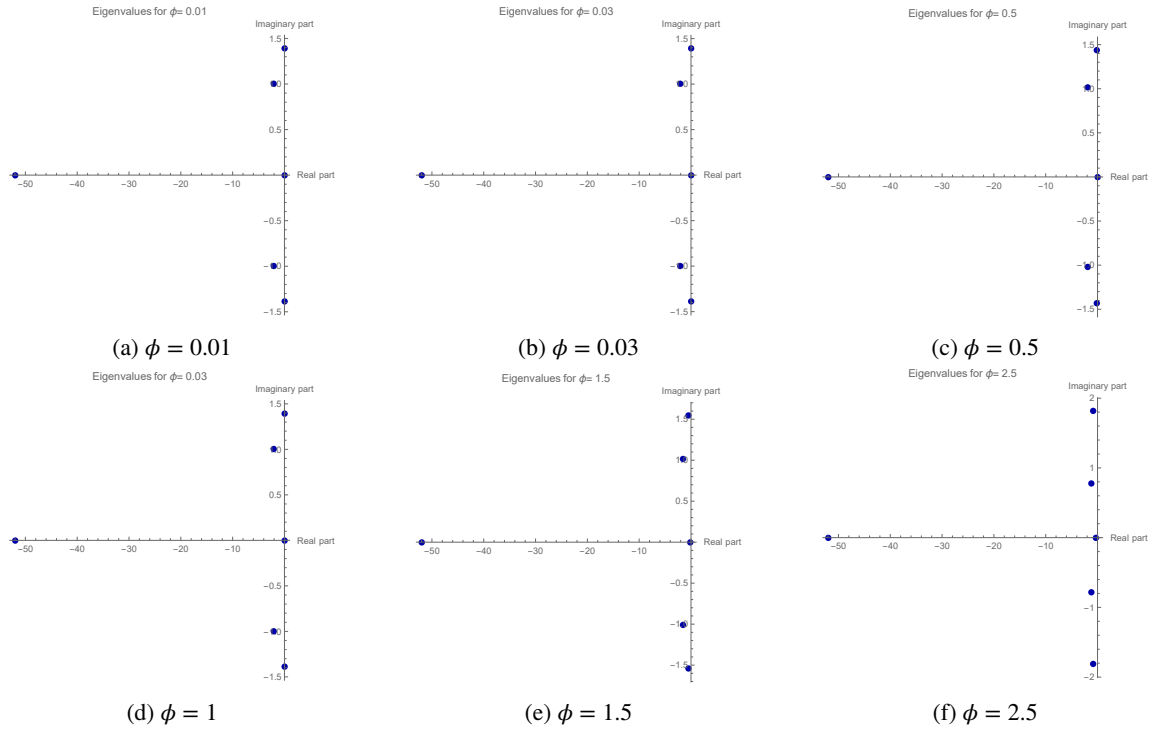 Eigenvalues for ϕ= 0.01
Imaginary part
1.5
1.0
0.5
Real part
−50 −40 −30 −20 −10
−0.5
−1.0
−1.5
(a) ϕ = 0.01
Eigenvalues for ϕ= 0.03
Imaginary part
1.5
1.0
0.5
Real part
−50 −40 −30 −20 −10
−0.5
−1.0
−1.5
(b) ϕ = 0.03
Eigenvalues for ϕ= 0.5
Imaginary part
1.5
1.0
0.5
Real part
−50 −40 −30 −20 −10
−0.5
−1.0
−1.5
(c) ϕ = 0.5
Eigenvalues for ϕ= 0.03
Imaginary part
1.5
1.0
0.5
Real part
−50 −40 −30 −20 −10
−0.5
−1.0
−1.5
(d) ϕ = 1
Eigenvalues for ϕ= 1.5
Imaginary part
1.5
1.0
0.5
Real part
−50 −40 −30 −20 −10
−0.5
−1.0
−1.5
(e) ϕ = 1.5
Eigenvalues for ϕ= 2.5
Imaginary part
2
1
Real part
−50 −40 −30 −20 −10
−1
−2
(f) ϕ = 2.5